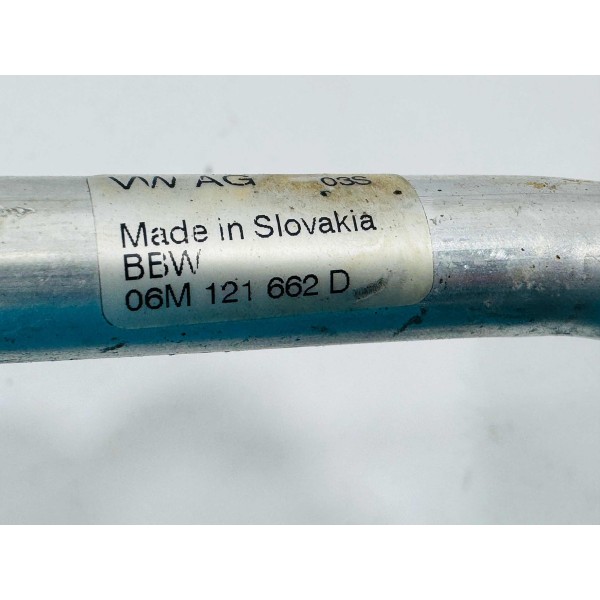 VW AG 03S
Made in Slovakia
BBW
06M 121 662 D